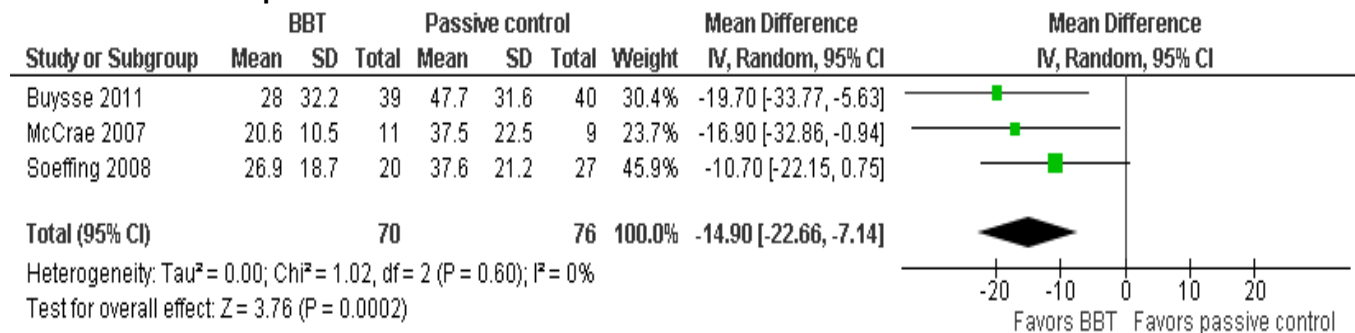 BBT Passive control Mean Difference Mean Difference
Study or Subgroup Mean SD Total Mean SD Total Weight IV, Random, 95% CI IV, Random, 95% CI
Buysse 2011 28 32.2 39 47.7 31.6 40 30.4% -19.70 [-33.77, -5.63]
McCrae 2007 20.6 10.5 11 37.5 22.5 9 23.7% -16.90 [-32.86, -0.94]
Soeffing 2008 26.9 18.7 20 37.6 21.2 27 45.9% -10.70 [-22.15, 0.75]
Total (95% CI) 70 76 100.0% -14.90 [-22.66, -7.14]
Heterogeneity: Tau² = 0.00; Chi² = 1.02, df = 2 (P = 0.60); I² = 0%
Test for overall effect: Z = 3.76 (P = 0.0002)
-20 -10 0 10 20
Favors BBT Favors passive control